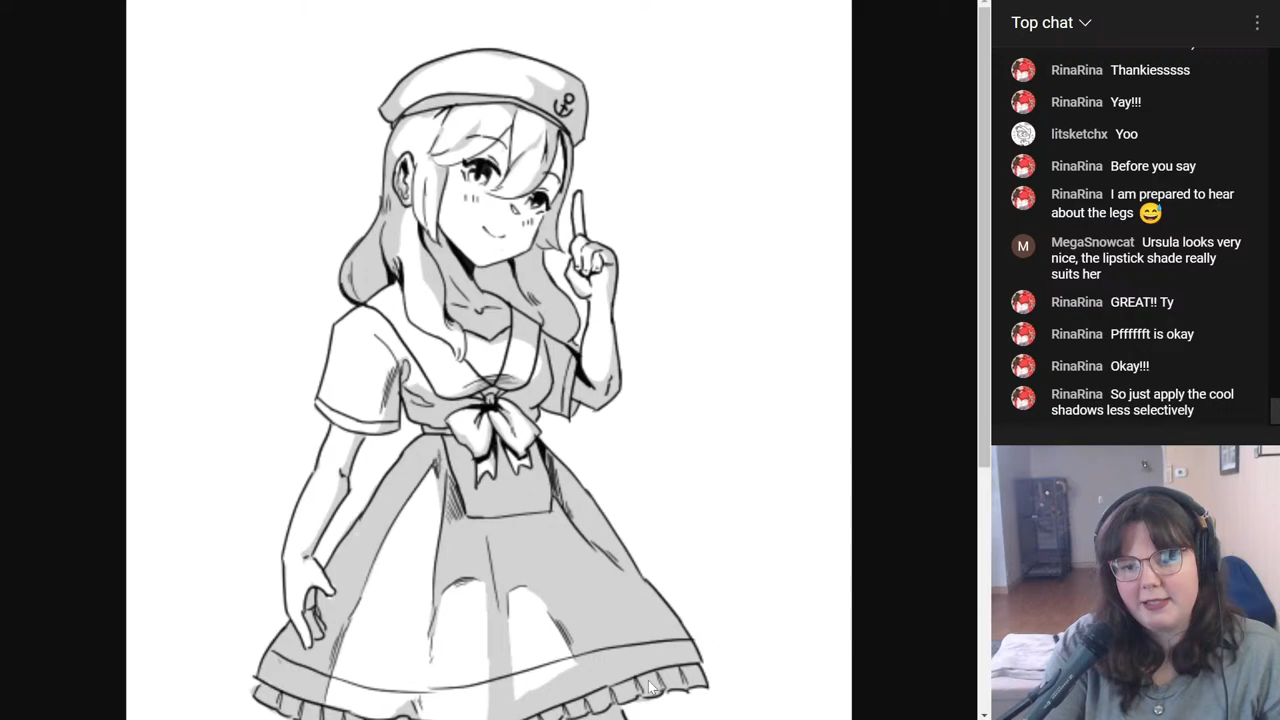 Top chat
RinaRina Thankiesssss
RinaRina Yay!!!
litsketchx Yoo
RinaRina Before you say
RinaRina I am prepared to hear
about the legs 😅
M MegaSnowcat Ursula looks very
nice, the lipstick shade really
suits her
RinaRina GREAT!! Ty
RinaRina Pffffffft is okay
RinaRina Okay!!!
RinaRina So just apply the cool
shadows less selectively